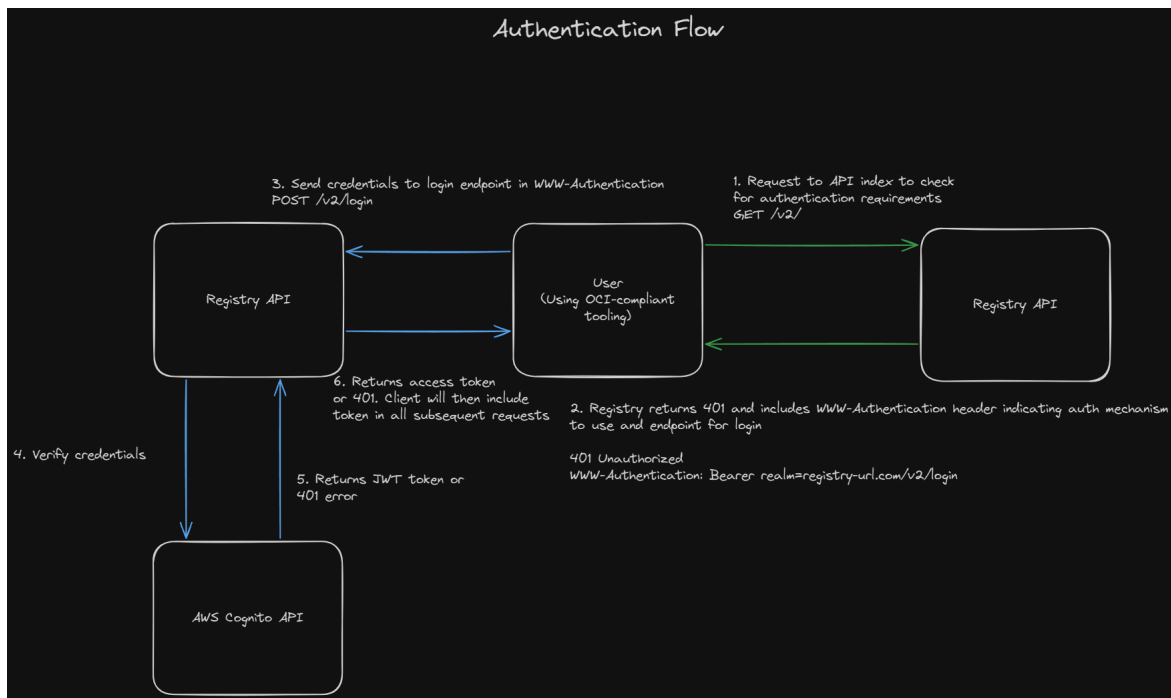 Authentication Flow
3. Send credentials to login endpoint in WWW-Authentication
POST /v2/login
1. Request to API index to check
for authentication requirements
GET /v2/
Registry API
User
(Using OCI-compliant
tooling)
Registry API
6. Returns access token
or 401. Client will then include
token in all subsequent requests
2. Registry returns 401 and includes WWW-Authentication header indicating auth mechanism
to use and endpoint for login
401 Unauthorized
WWW-Authentication: Bearer realm=registry-url.com/v2/login
4. Verify credentials
5. Returns JWT token or
401 error
AWS Cognito API